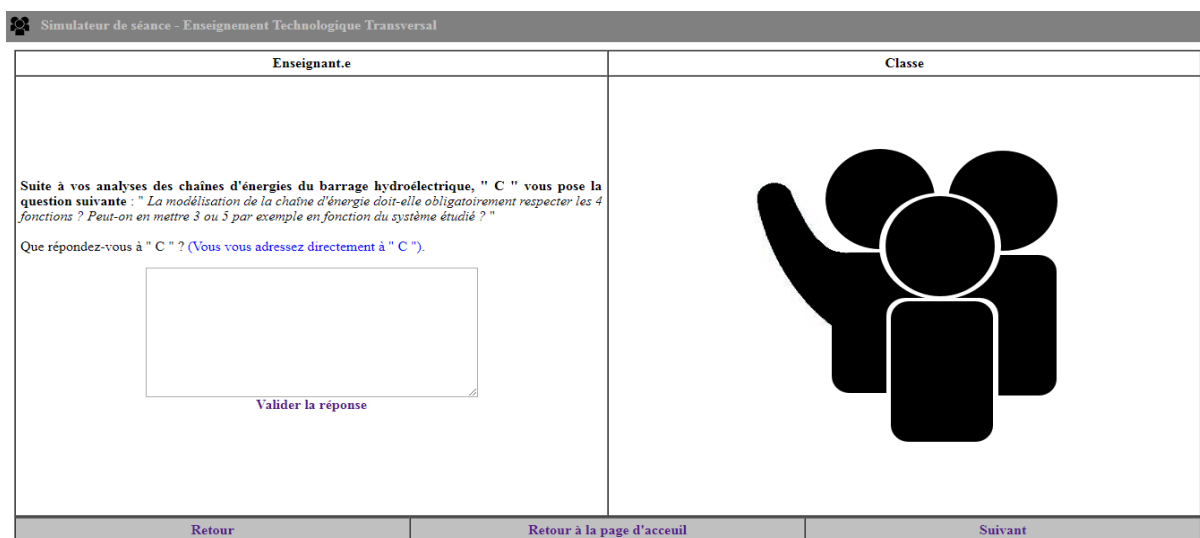 Simulateur de séance - Enseignement Technologique Transversal
Enseignant.e
Classe
Suite à vos analyses des chaînes d'énergies du barrage hydroélectrique, " C " vous pose la
question suivante : " La modélisation de la chaîne d'énergie doit-elle obligatoirement respecter les 4
fonctions ? Peut-on en mettre 3 ou 5 par exemple en fonction du système étudié ? "
Que répondez-vous à " C " ? (Vous vous adressez directement à " C ").
Valider la réponse
Retour
Retour à la page d'acceuil
Suivant